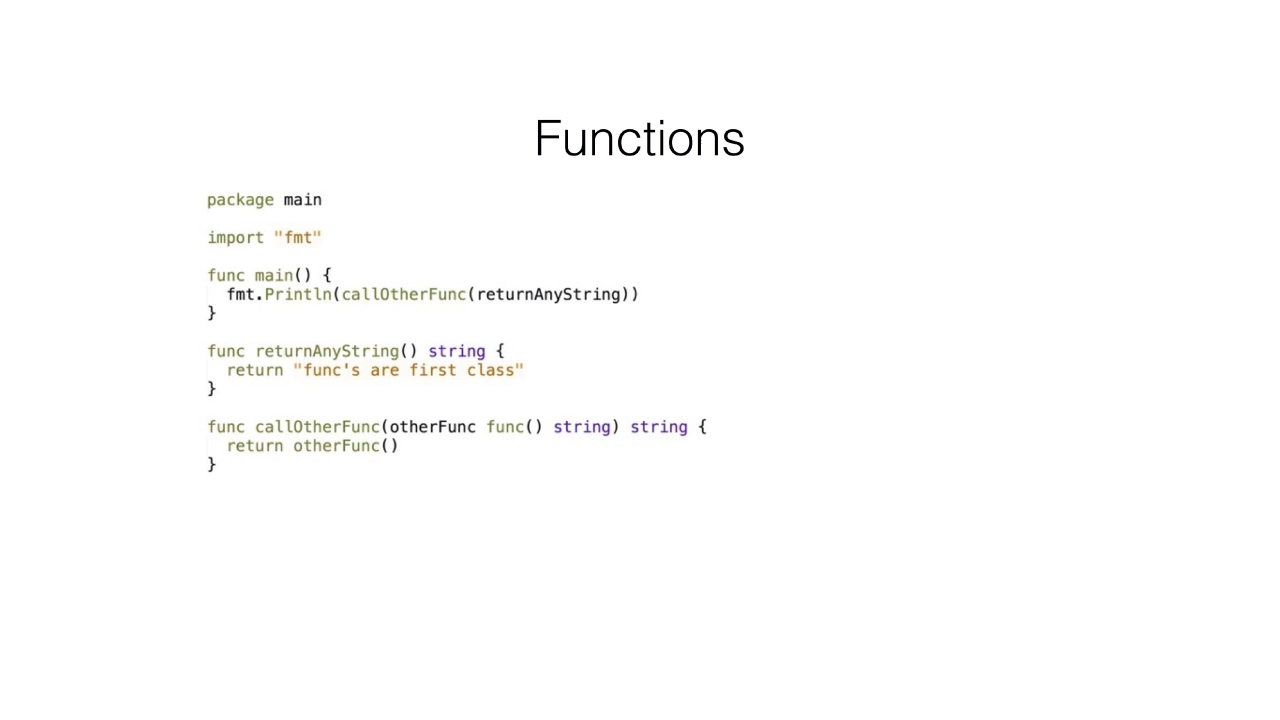 Functions
package main
import "fmt"
func main() {
  fmt.Println(callOtherFunc(returnAnyString))
}
func returnAnyString() string {
  return "func's are first class"
}
func callOtherFunc(otherFunc func() string) string {
  return otherFunc()
}